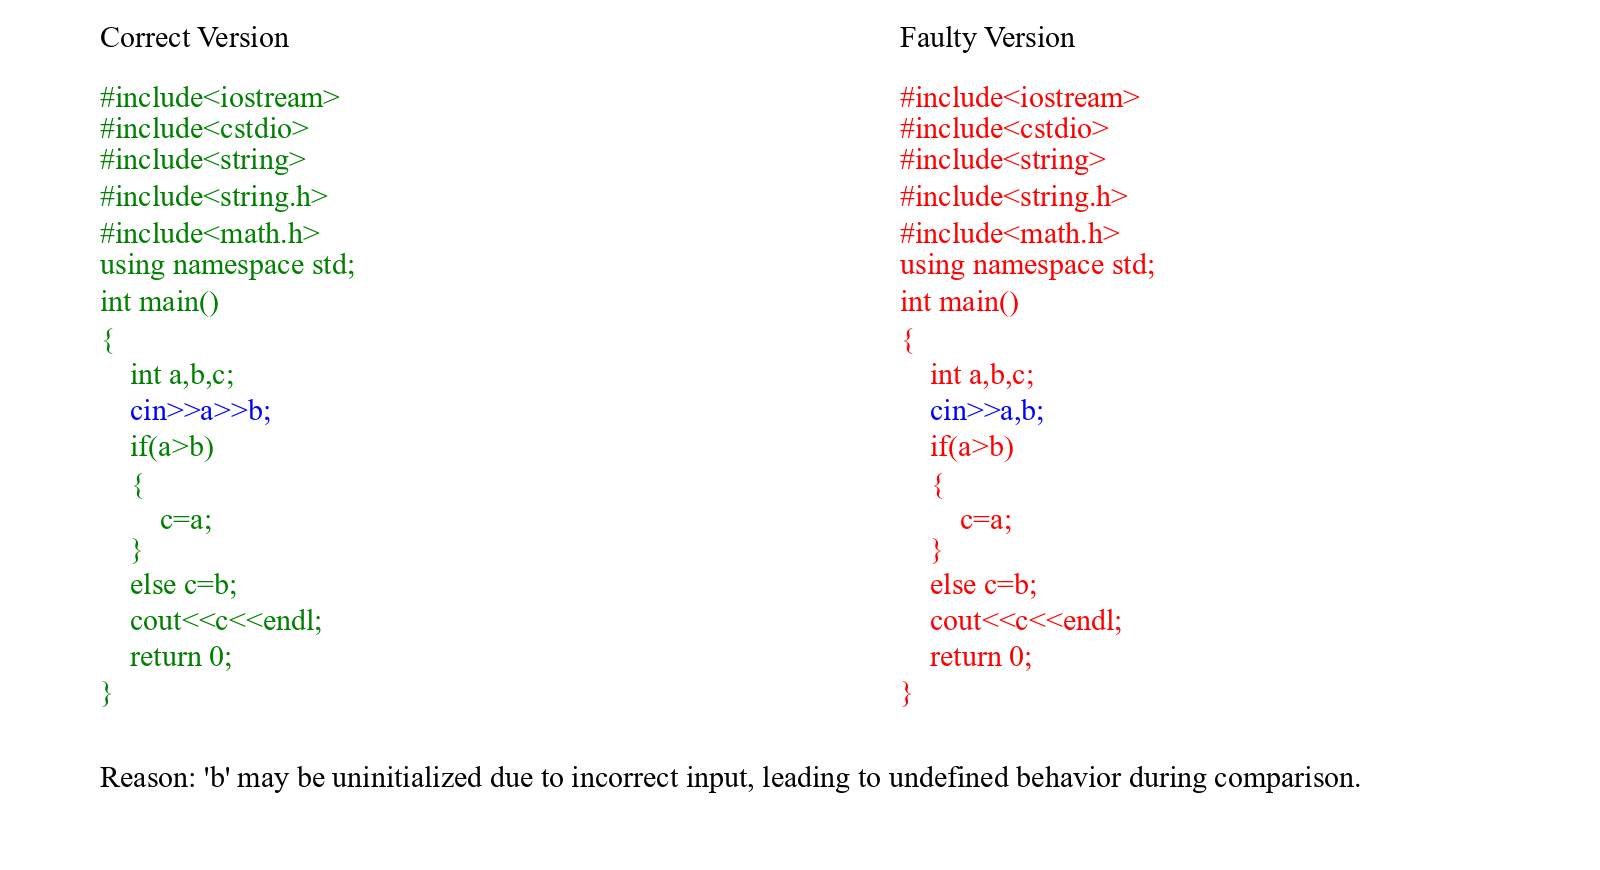 Correct Version
#include<iostream>
#include<cstdio>
#include<string>
#include<string.h>
#include<math.h>
using namespace std;
int main()
{
    int a,b,c;
    cin>>a>>b;
    if(a>b)
    {
        c=a;
    }
    else c=b;
    cout<<c<<endl;
    return 0;
}
Faulty Version
#include<iostream>
#include<cstdio>
#include<string>
#include<string.h>
#include<math.h>
using namespace std;
int main()
{
    int a,b,c;
    cin>>a,b;
    if(a>b)
    {
        c=a;
    }
    else c=b;
    cout<<c<<endl;
    return 0;
}
Reason: 'b' may be uninitialized due to incorrect input, leading to undefined behavior during comparison.